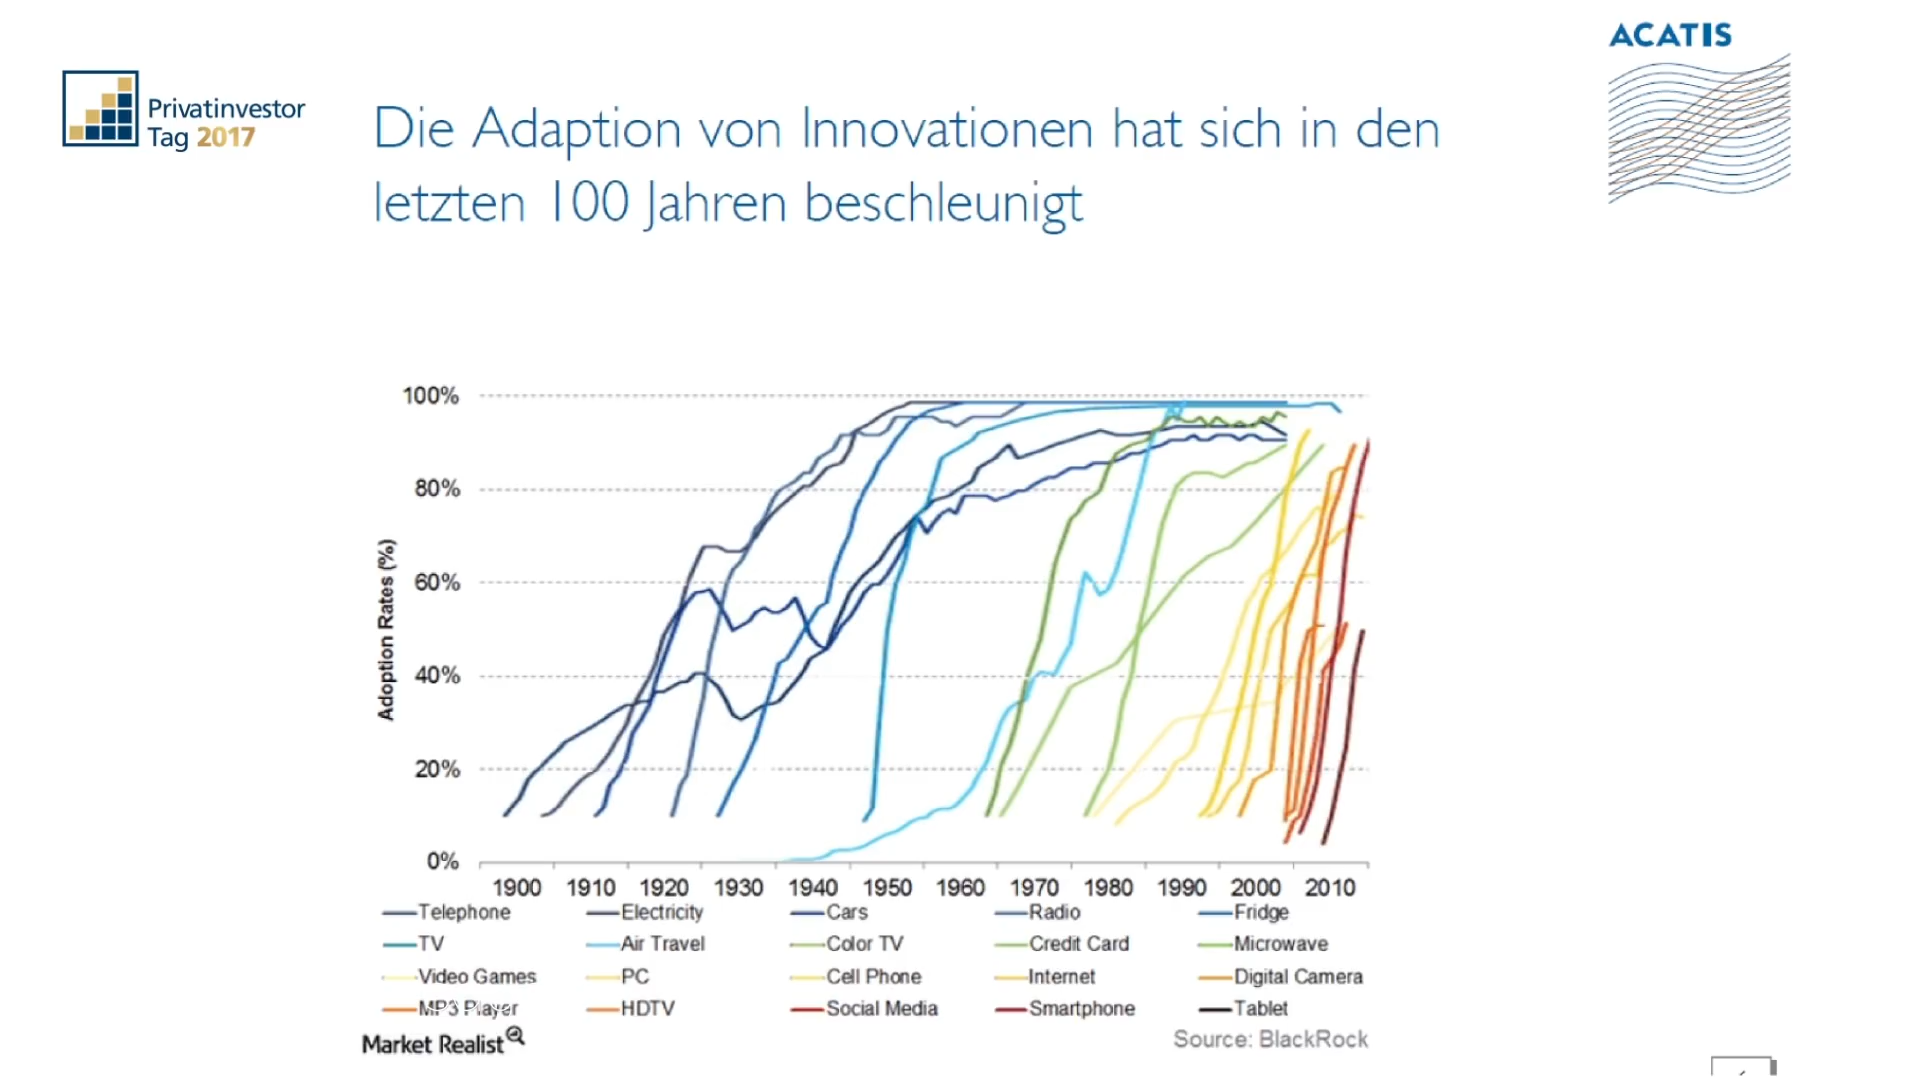 ACATIS
Privatinvestor
Tag 2017
Die Adaption von Innovationen hat sich in den
letzten 100 Jahren beschleunigt
Adoption Rates (%)
100%
80%
60%
40%
20%
0%
1900 1910 1920 1930 1940 1950 1960 1970 1980 1990 2000 2010
Telephone Electricity Cars Radio Fridge
TV Air Travel Color TV Credit Card Microwave
Video Games PC Cell Phone Internet Digital Camera
MP3 Player HDTV Social Media Smartphone Tablet
Market Realist
Source: BlackRock